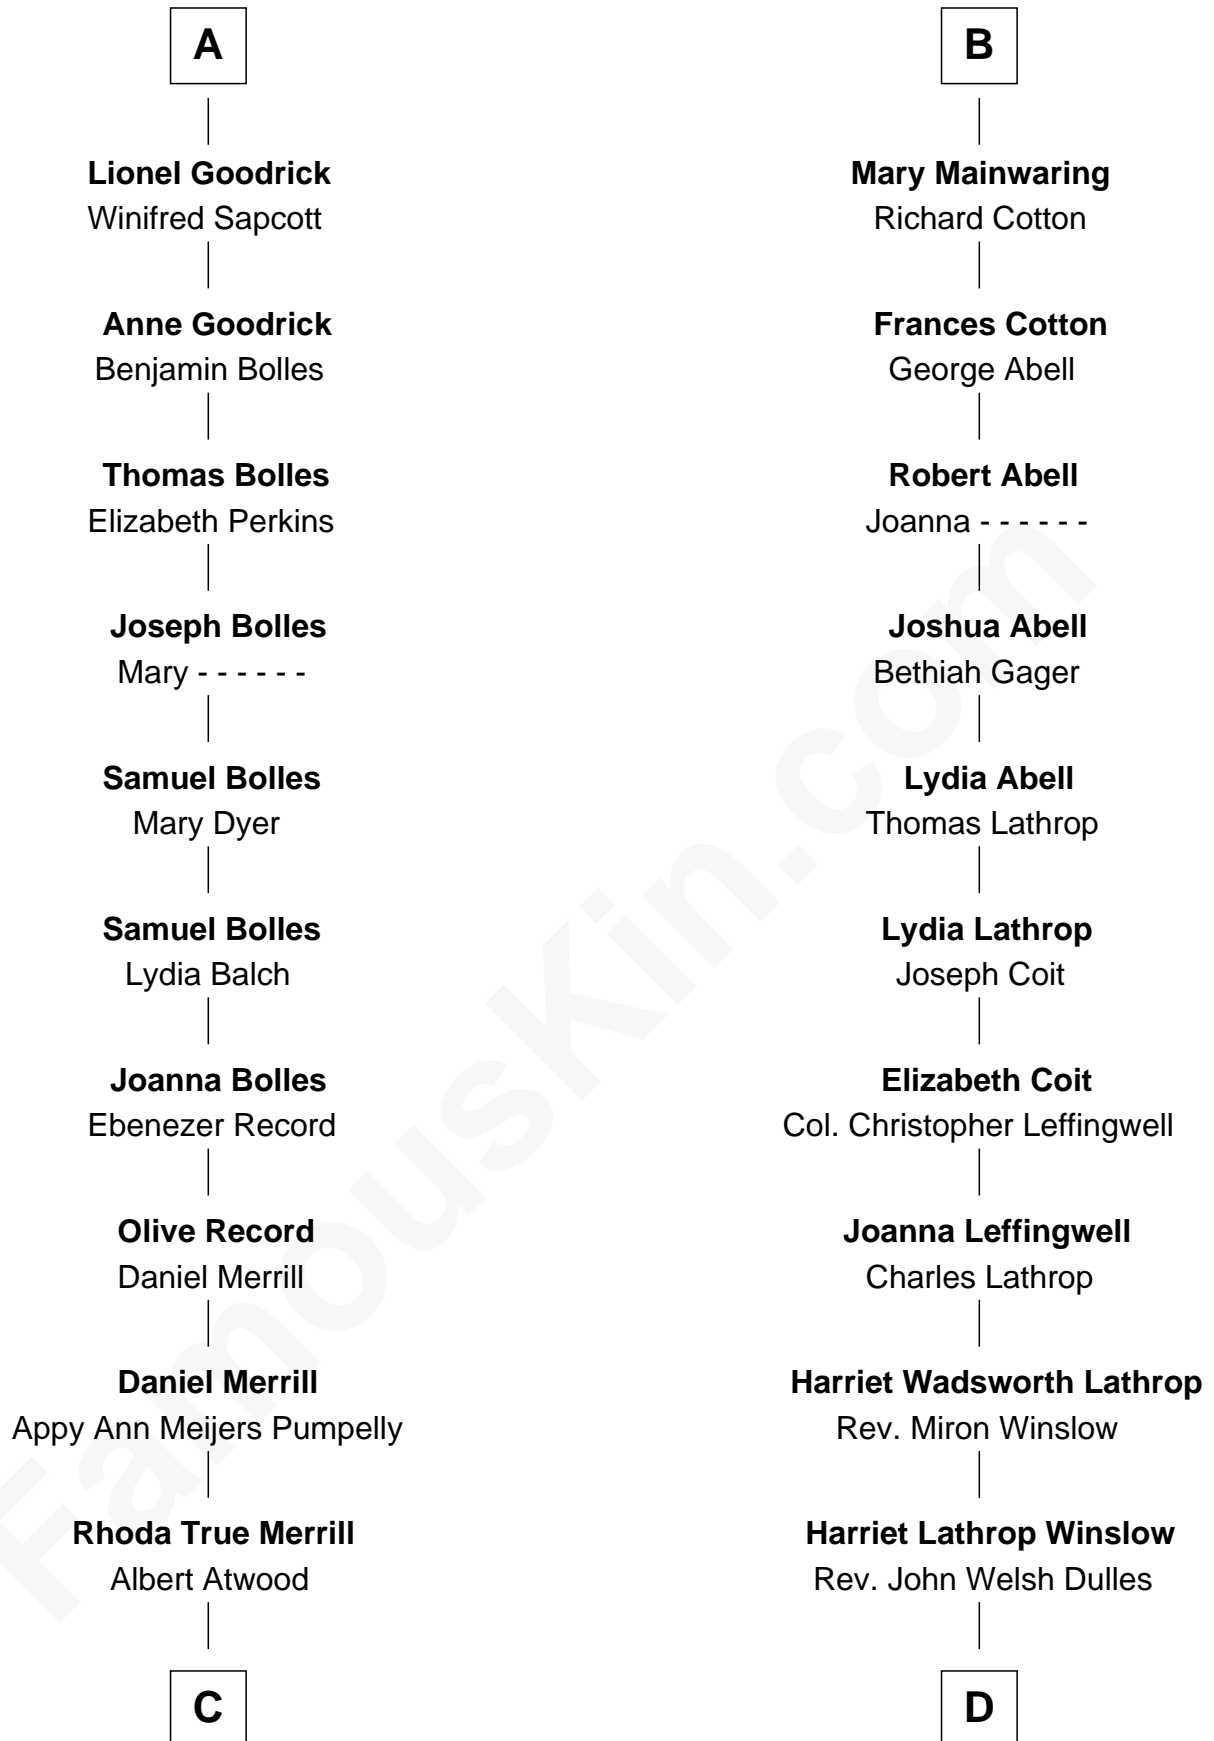 A
Lionel Goodrick
Winifred Sapcott
Anne Goodrick
Benjamin Bolles
Thomas Bolles
Elizabeth Perkins
Joseph Bolles
Mary - - - - - -
Samuel Bolles
Mary Dyer
Samuel Bolles
Lydia Balch
Joanna Bolles
Ebenezer Record
Olive Record
Daniel Merrill
Daniel Merrill
Appy Ann Meijers Pumpelly
Rhoda True Merrill
Albert Atwood
C
B
Mary Mainwaring
Richard Cotton
Frances Cotton
George Abell
Robert Abell
Joanna - - - - - -
Joshua Abell
Bethiah Gager
Lydia Abell
Thomas Lathrop
Lydia Lathrop
Joseph Coit
Elizabeth Coit
Col. Christopher Leffingwell
Joanna Leffingwell
Charles Lathrop
Harriet Wadsworth Lathrop
Rev. Miron Winslow
Harriet Lathrop Winslow
Rev. John Welsh Dulles
D
FamousKin.com